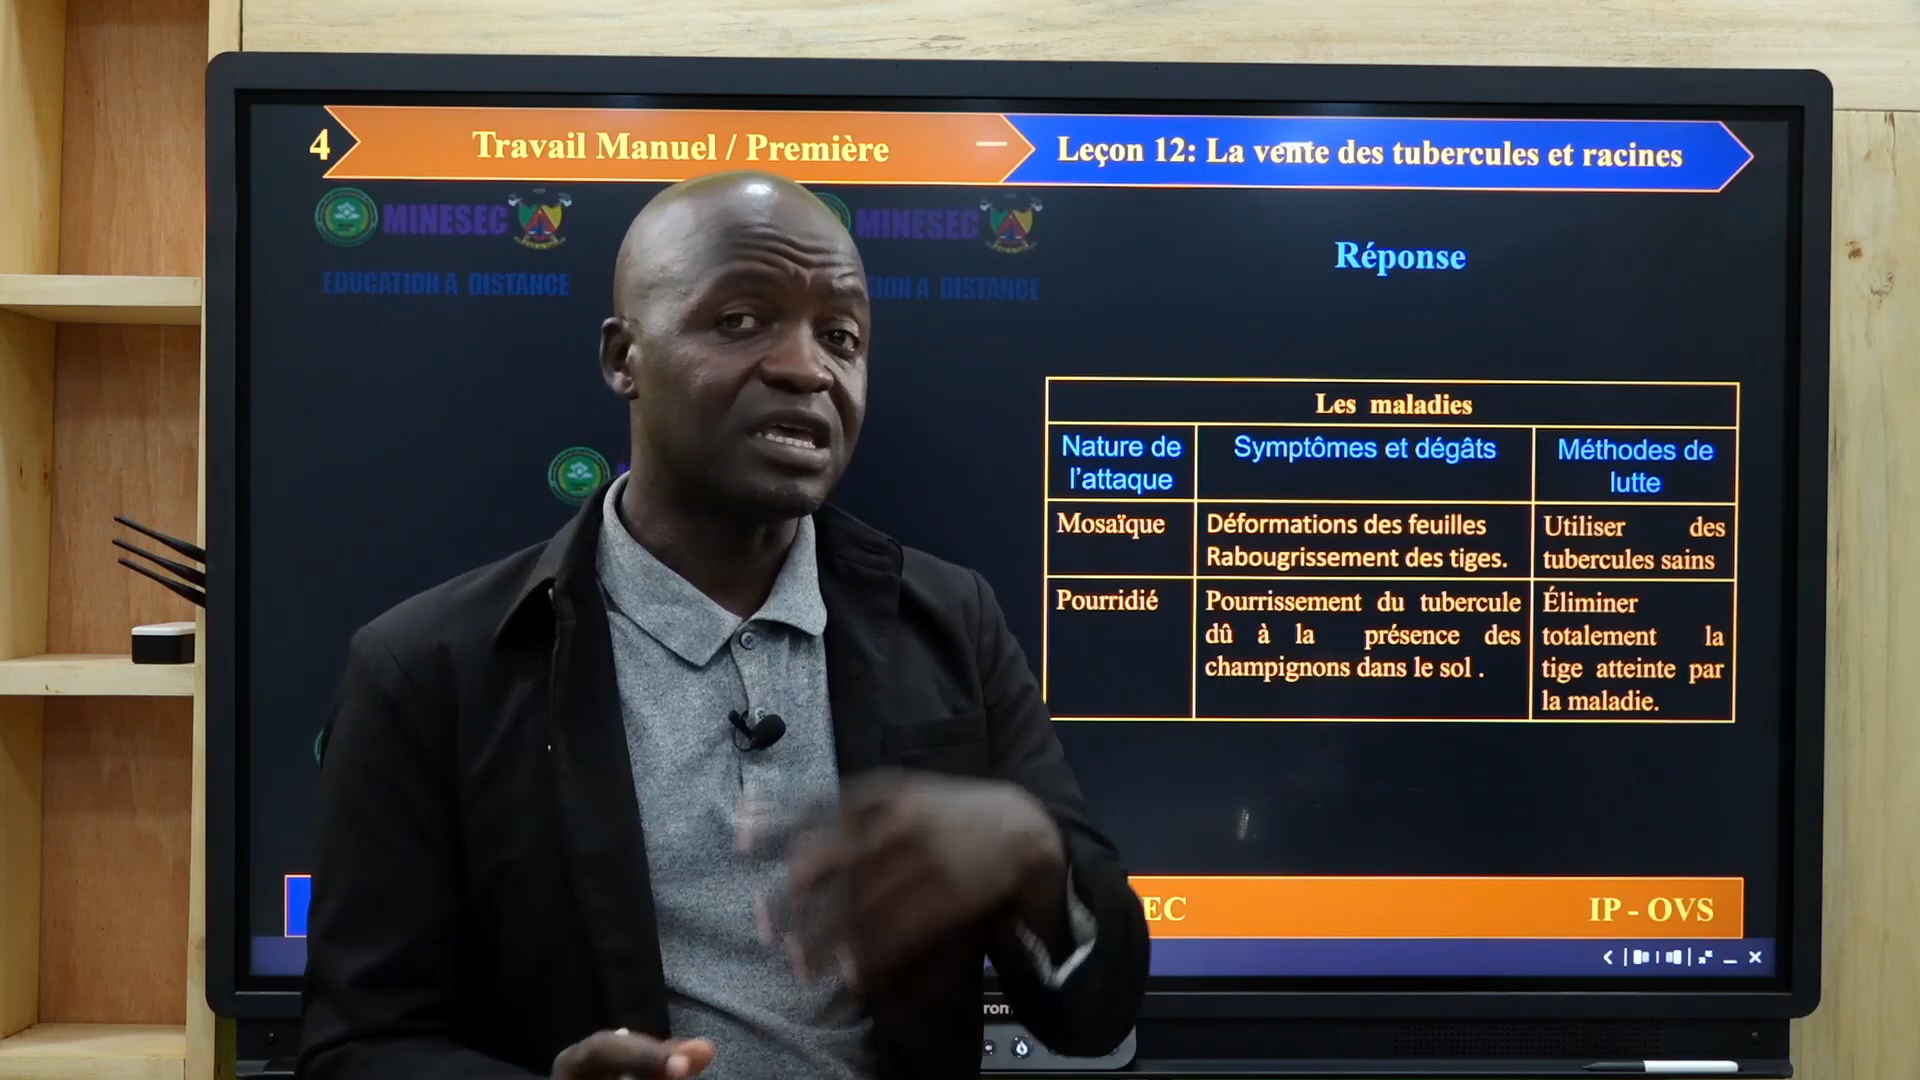 4
Travail Manuel / Première
Leçon 12: La vente des tubercules et racines
MINESEC
MINESEC
EDUCATION A DISTANCE
A DISTANCE
Réponse
Les maladies
Nature de
l'attaque
Symptômes et dégâts
Méthodes de
lutte
Mosaïque
Déformations des feuilles
Rabougrissement des tiges.
Utiliser des
tubercules sains
Pourridié
Pourrissement du tubercule
dû à la présence des
champignons dans le sol .
Éliminer
totalement la
tige atteinte par
la maladie.
EC
IP - OVS